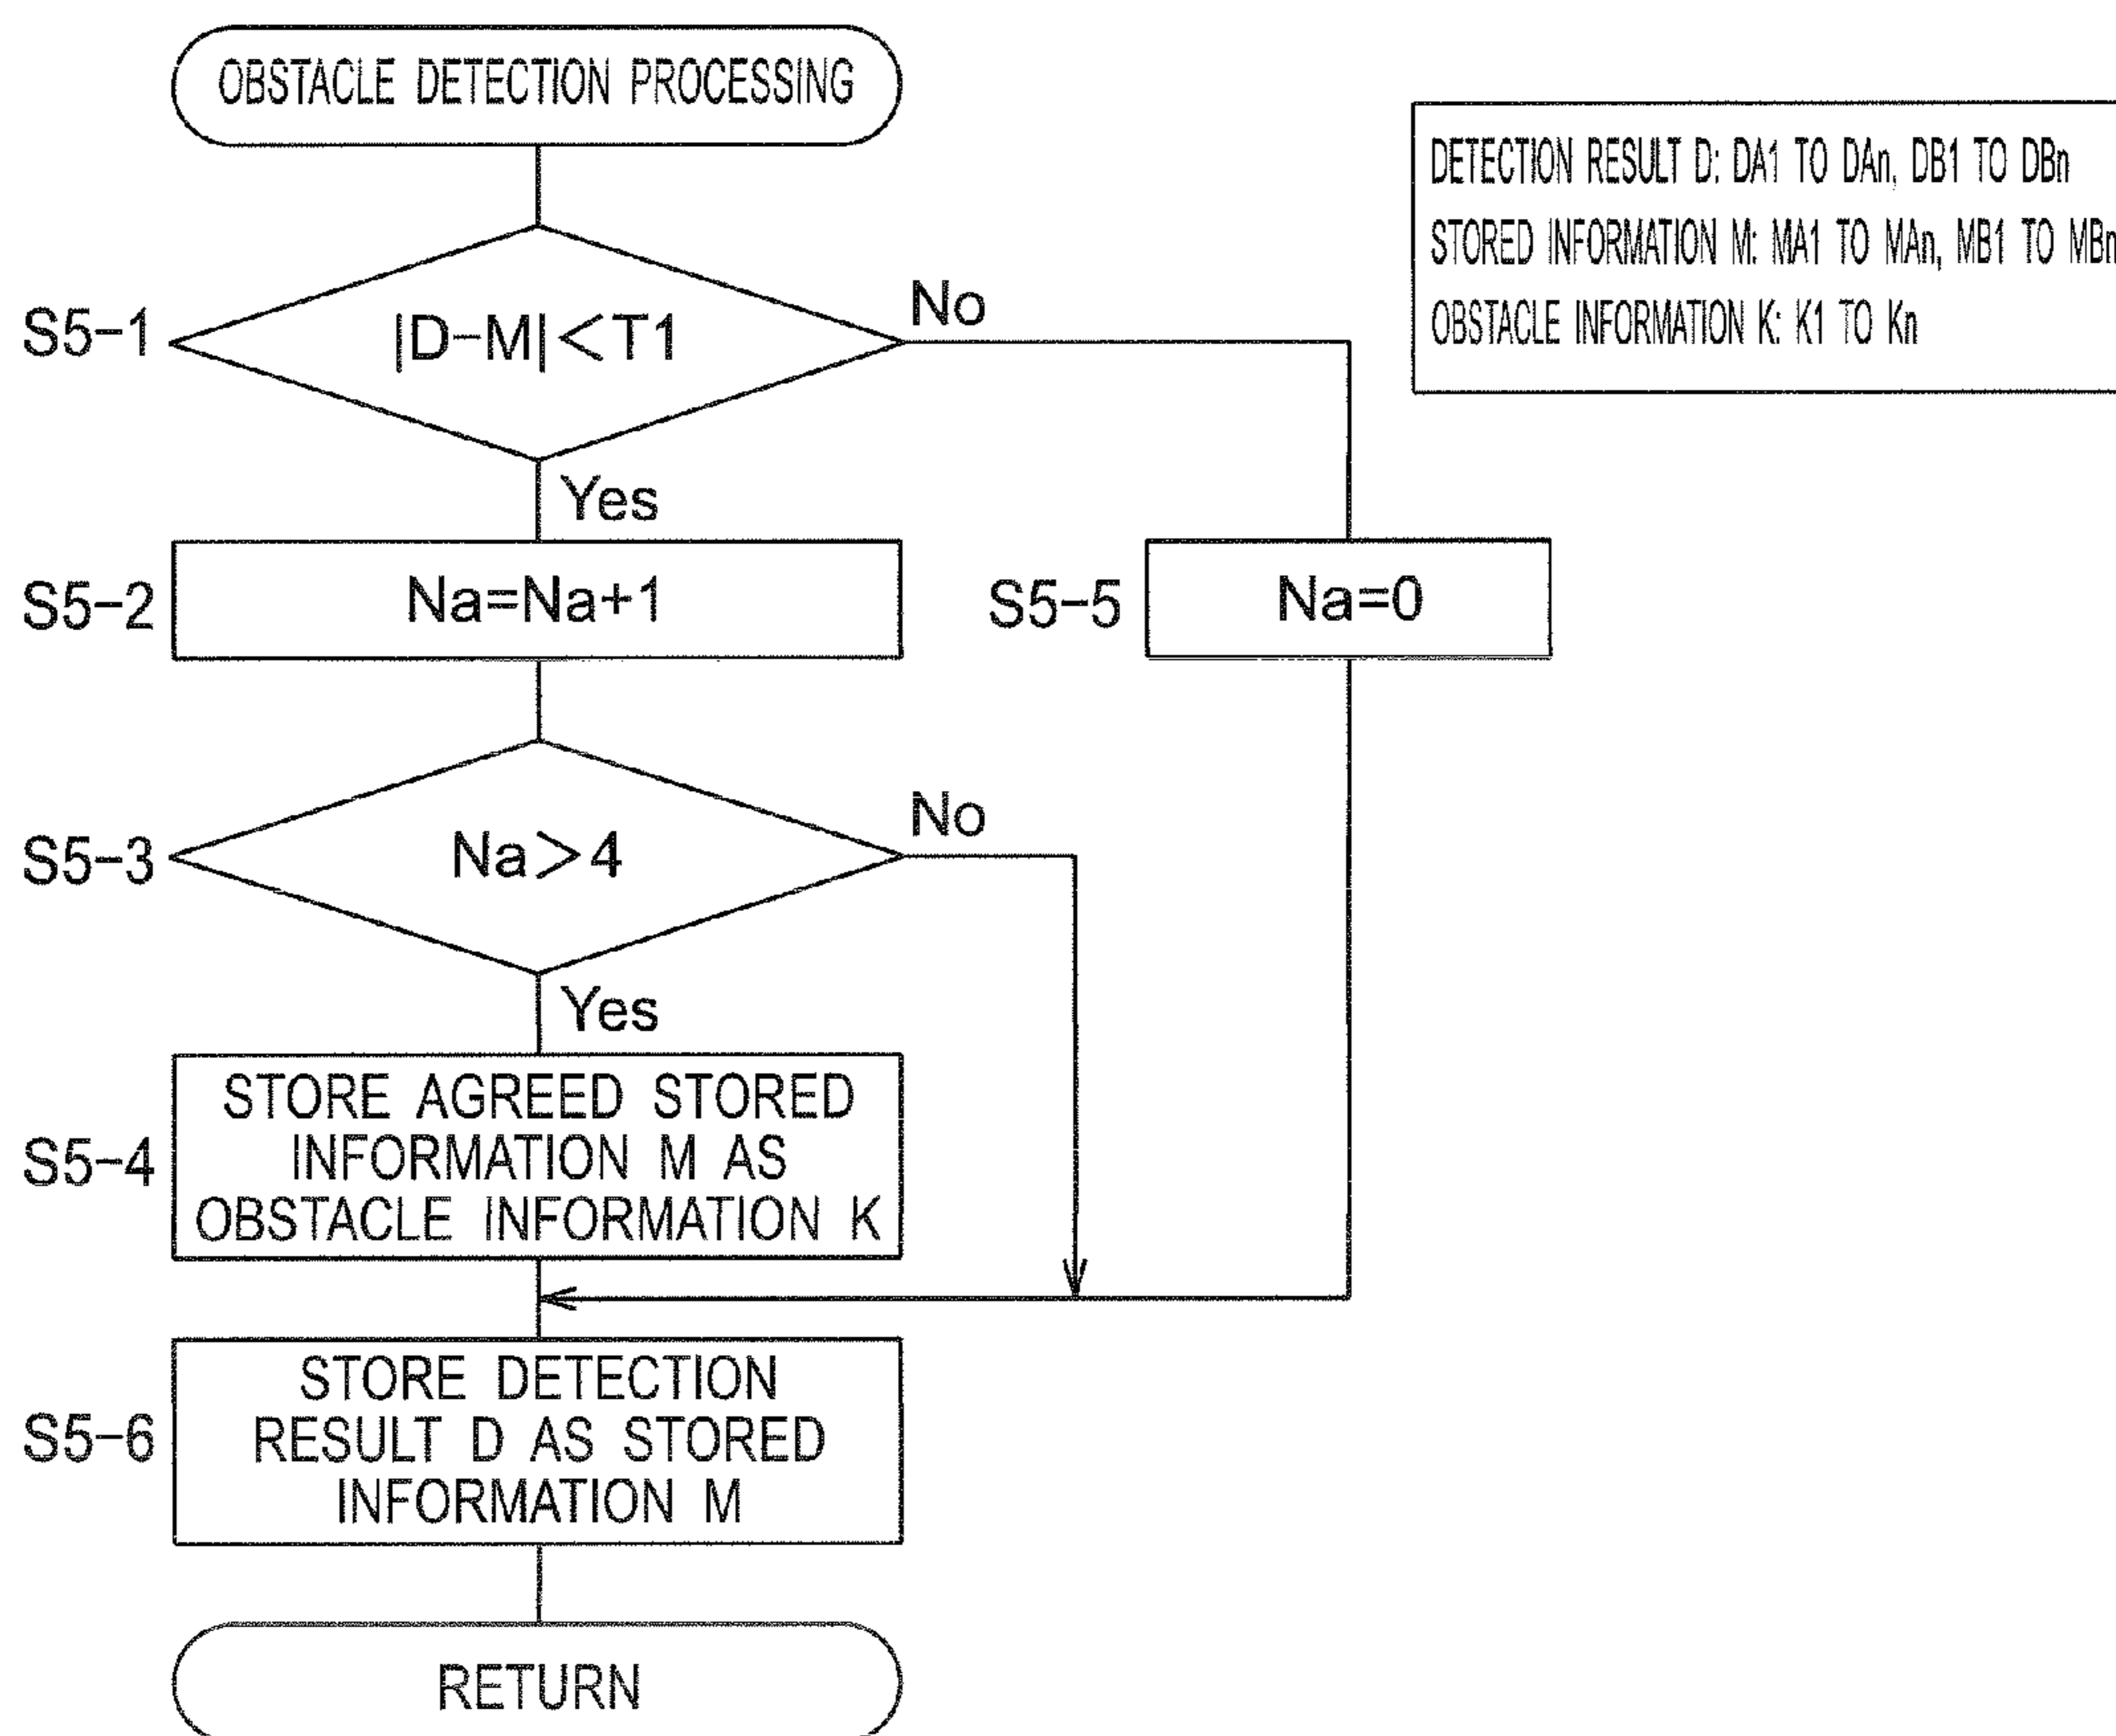 OBSTACLE DETECTION PROCESSING
DETECTION RESULT D: DA1 TO DAn, DB1 TO DBn
STORED INFORMATION M: MA1 TO MAn, MB1 TO MBn
OBSTACLE INFORMATION K: K1 TO Kn
S5-1
|D-M|<T1
No
Yes
S5-2
Na=Na+1
S5-5
Na=0
S5-3
Na>4
No
Yes
S5-4
STORE AGREED STORED
INFORMATION M AS
OBSTACLE INFORMATION K
S5-6
STORE DETECTION
RESULT D AS STORED
INFORMATION M
RETURN